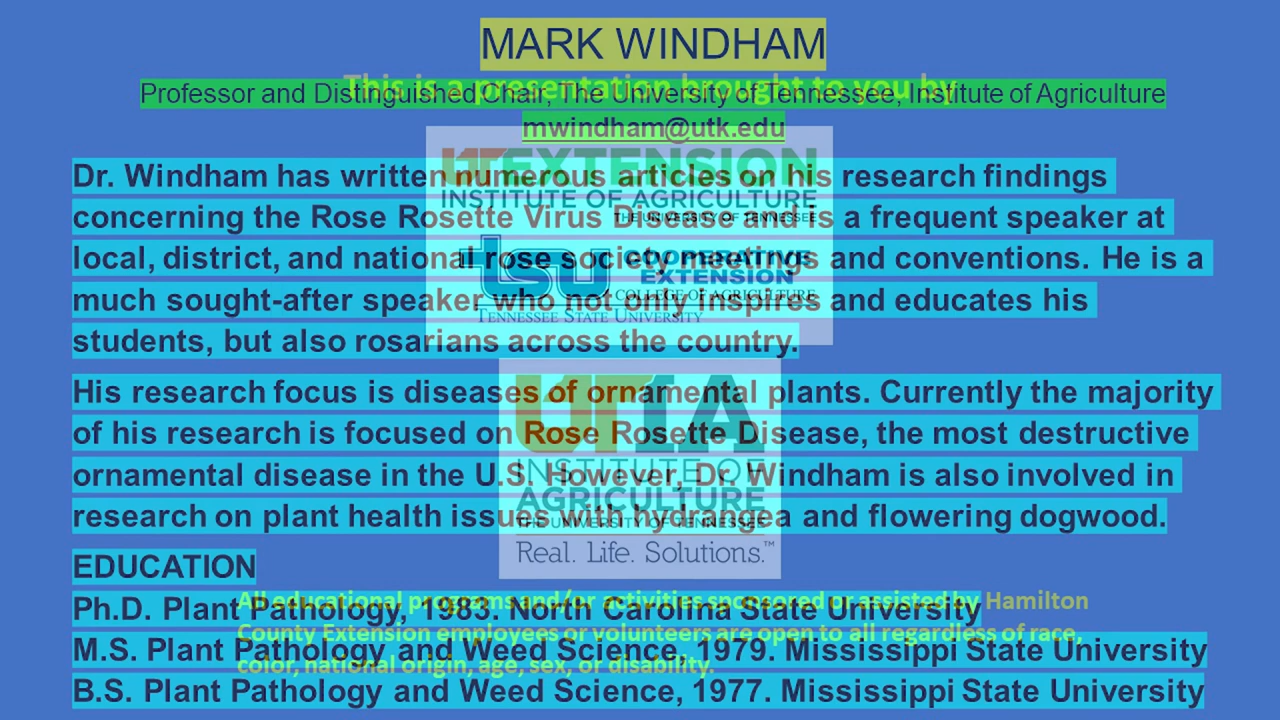 MARK WINDHAM
This is a presentation brought to you by
Professor and Distinguished Chair, The University of Tennessee, Institute of Agriculture
mwindham@utk.edu
Dr. Windham has written numerous articles on his research findings
concerning the Rose Rosette Virus Disease and is a frequent speaker at
local, district, and national rose society meetings and conventions. He is a
much sought-after speaker who not only inspires and educates his
students, but also rosarians across the country.
UT EXTENSION
INSTITUTE OF AGRICULTURE
THE UNIVERSITY OF TENNESSEE
tsu COOPERATIVE
EXTENSION
COLLEGE OF AGRICULTURE
TENNESSEE STATE UNIVERSITY
His research focus is diseases of ornamental plants. Currently the majority
of his research is focused on Rose Rosette Disease, the most destructive
ornamental disease in the U.S. However, Dr. Windham is also involved in
research on plant health issues with hydrangea and flowering dogwood.
UTIA
INSTITUTE OF
AGRICULTURE
THE UNIVERSITY OF TENNESSEE
Real. Life. Solutions.™
EDUCATION
Ph.D. Plant Pathology, 1983. North Carolina State University
M.S. Plant Pathology and Weed Science, 1979. Mississippi State University
B.S. Plant Pathology and Weed Science, 1977. Mississippi State University
All educational programs and/or activities sponsored or assisted by Hamilton
County Extension employees or volunteers are open to all regardless of race,
color, national origin, age, sex, or disability.